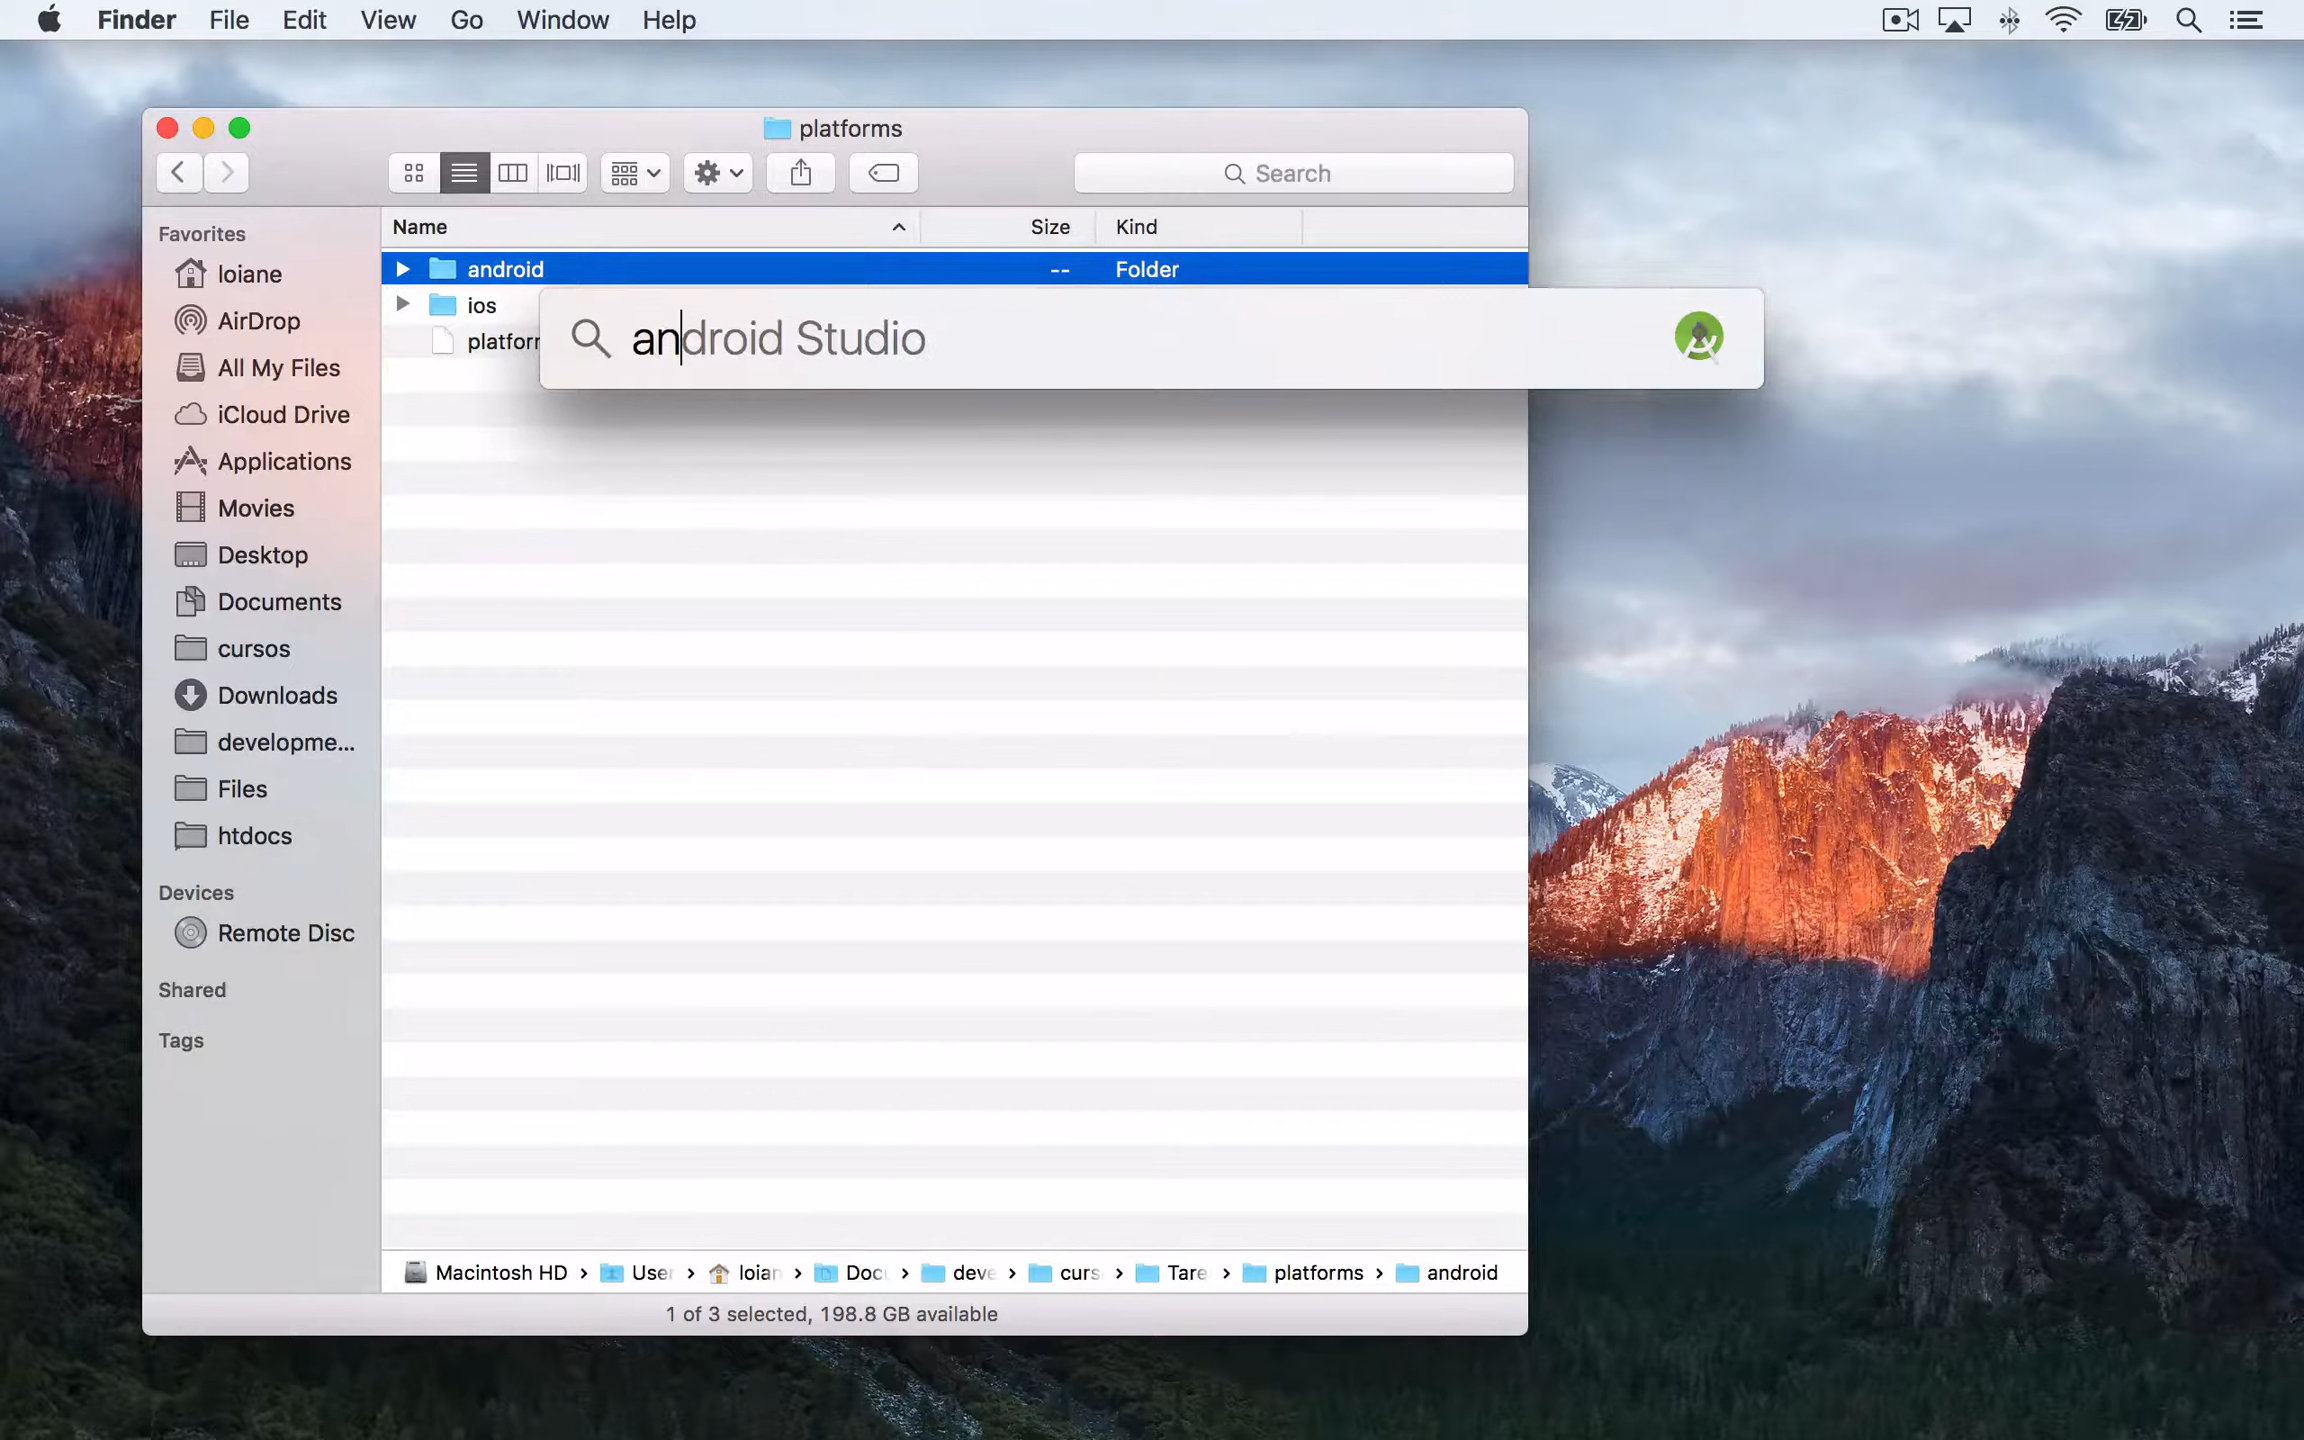 Finder File Edit View Go Window Help
platforms
Search
Favorites
loiane
AirDrop
All My Files
iCloud Drive
Applications
Movies
Desktop
Documents
cursos
Downloads
developme...
Files
htdocs
Devices
Remote Disc
Shared
Tags
Name Size Kind
android -- Folder
ios
platforr
android Studio
Macintosh HD › User › loian › Docu › deve › curs › Tare › platforms › android
1 of 3 selected, 198.8 GB available